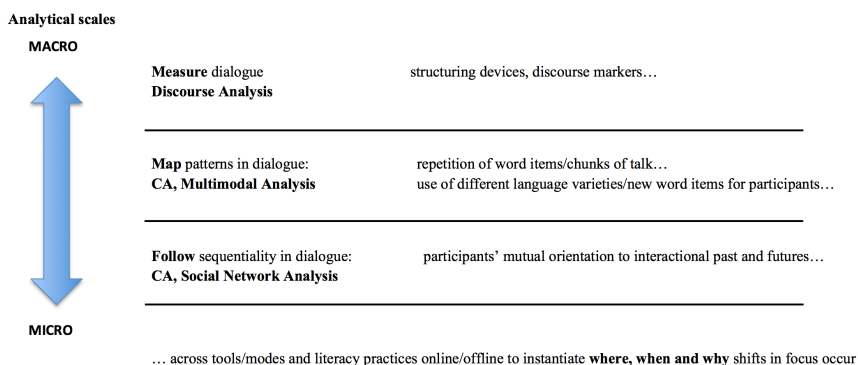 Analytical scales
MACRO
Measure dialogue structuring devices, discourse markers…
Discourse Analysis
Map patterns in dialogue: repetition of word items/chunks of talk…
CA, Multimodal Analysis use of different language varieties/new word items for participants…
Follow sequentiality in dialogue: participants’ mutual orientation to interactional past and futures…
CA, Social Network Analysis
MICRO
… across tools/modes and literacy practices online/offline to instantiate where, when and why shifts in focus occur